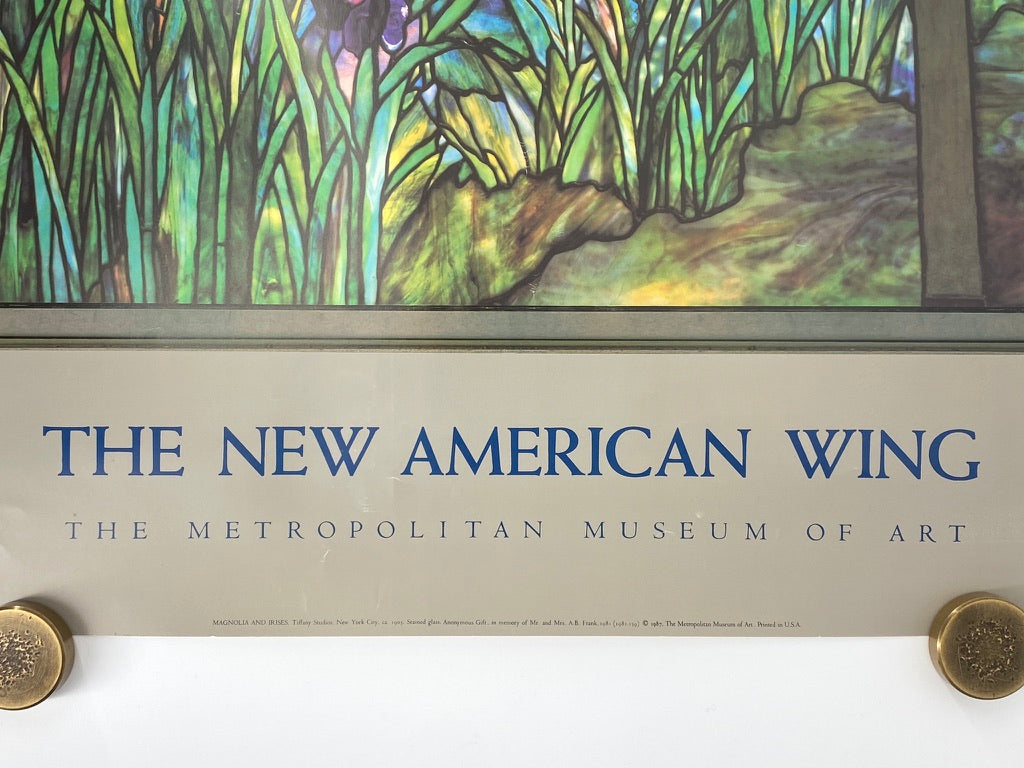 THE NEW AMERICAN WING
THE METROPOLITAN MUSEUM OF ART
MAGNOLIA AND IRISES. Tiffany Studios. New York City, ca. 1905. Stained glass. Anonymous Gift, in memory of Mr. and Mrs. A.B. Frank, 1981 (1981.159) © 1987, The Metropolitan Museum of Art. Printed in U.S.A.